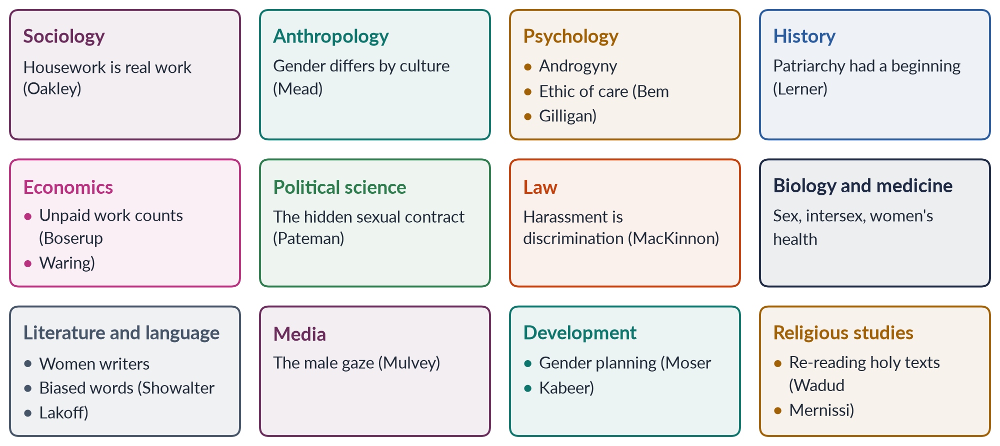 Sociology
Housework is real work
(Oakley)
Anthropology
Gender differs by culture
(Mead)
Psychology
• Androgyny
• Ethic of care (Bem
• Gilligan)
History
Patriarchy had a beginning
(Lerner)
Economics
• Unpaid work counts
(Boserup
• Waring)
Political science
The hidden sexual contract
(Pateman)
Law
Harassment is
discrimination (MacKinnon)
Biology and medicine
Sex, intersex, women's
health
Literature and language
• Women writers
• Biased words (Showalter
• Lakoff)
Media
The male gaze (Mulvey)
Development
• Gender planning (Moser
• Kabeer)
Religious studies
• Re-reading holy texts
(Wadud
• Mernissi)